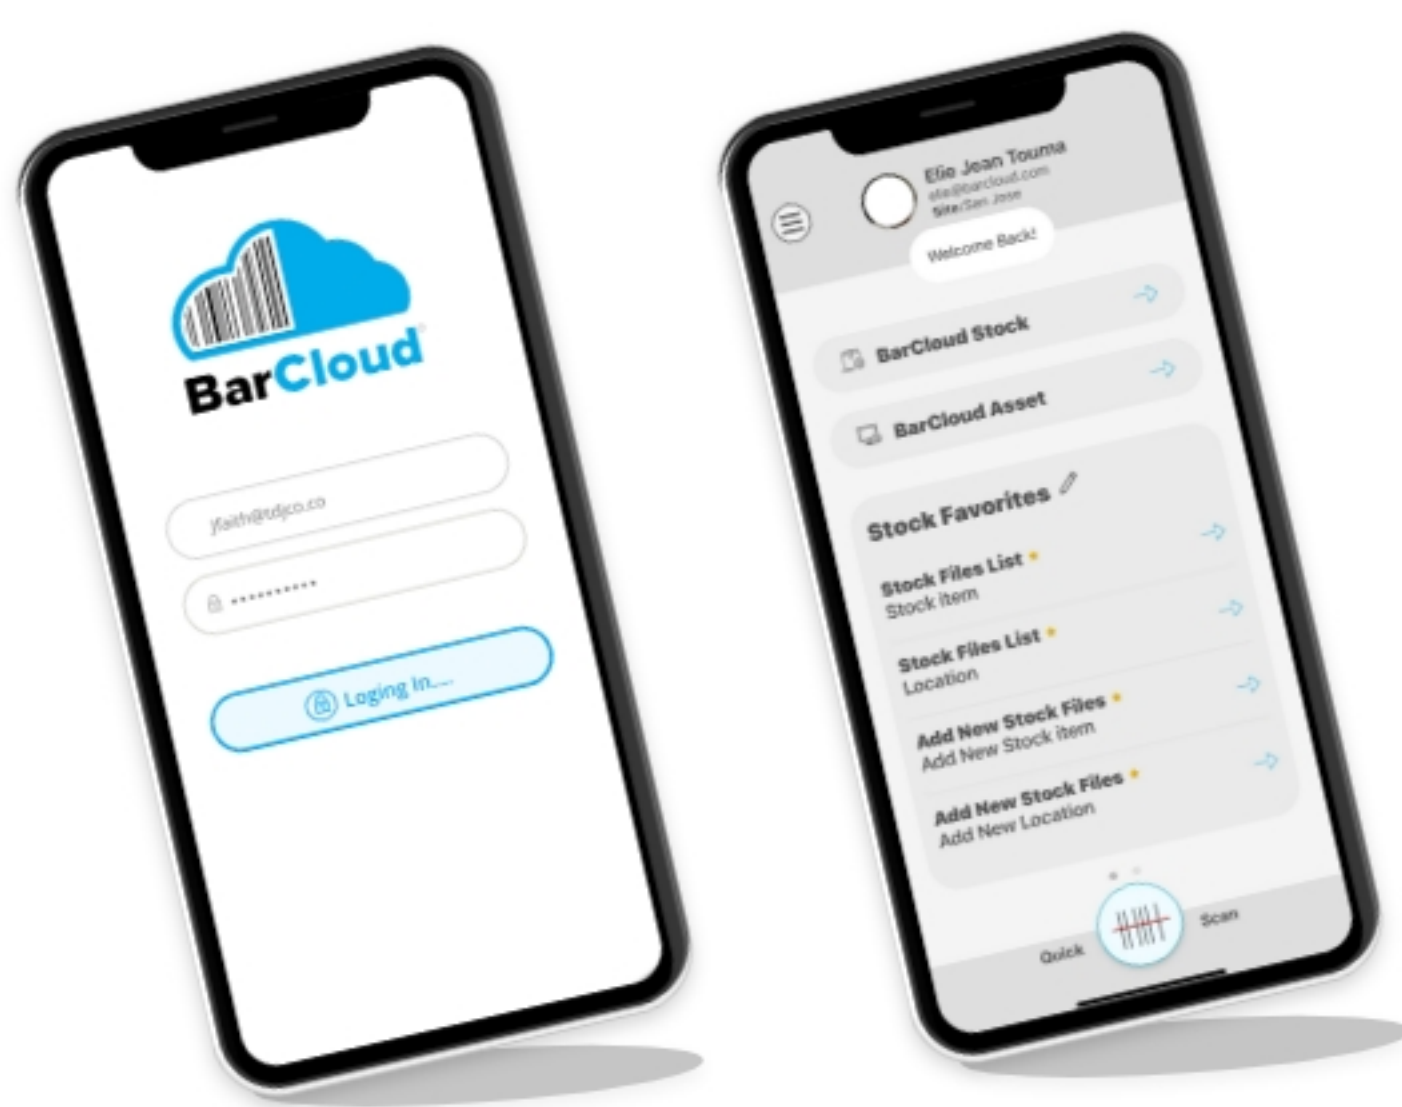 BarCloud
jfaith@tdjco.co
Loging In....
Elie Jean Touma
elie@barcloud.com
Site/San Jose
Welcome Back!
BarCloud Stock
BarCloud Asset
Stock Favorites
Stock Files List
Stock item
Stock Files List
Location
Add New Stock Files
Add New Stock item
Add New Stock Files
Add New Location
Quick
Scan